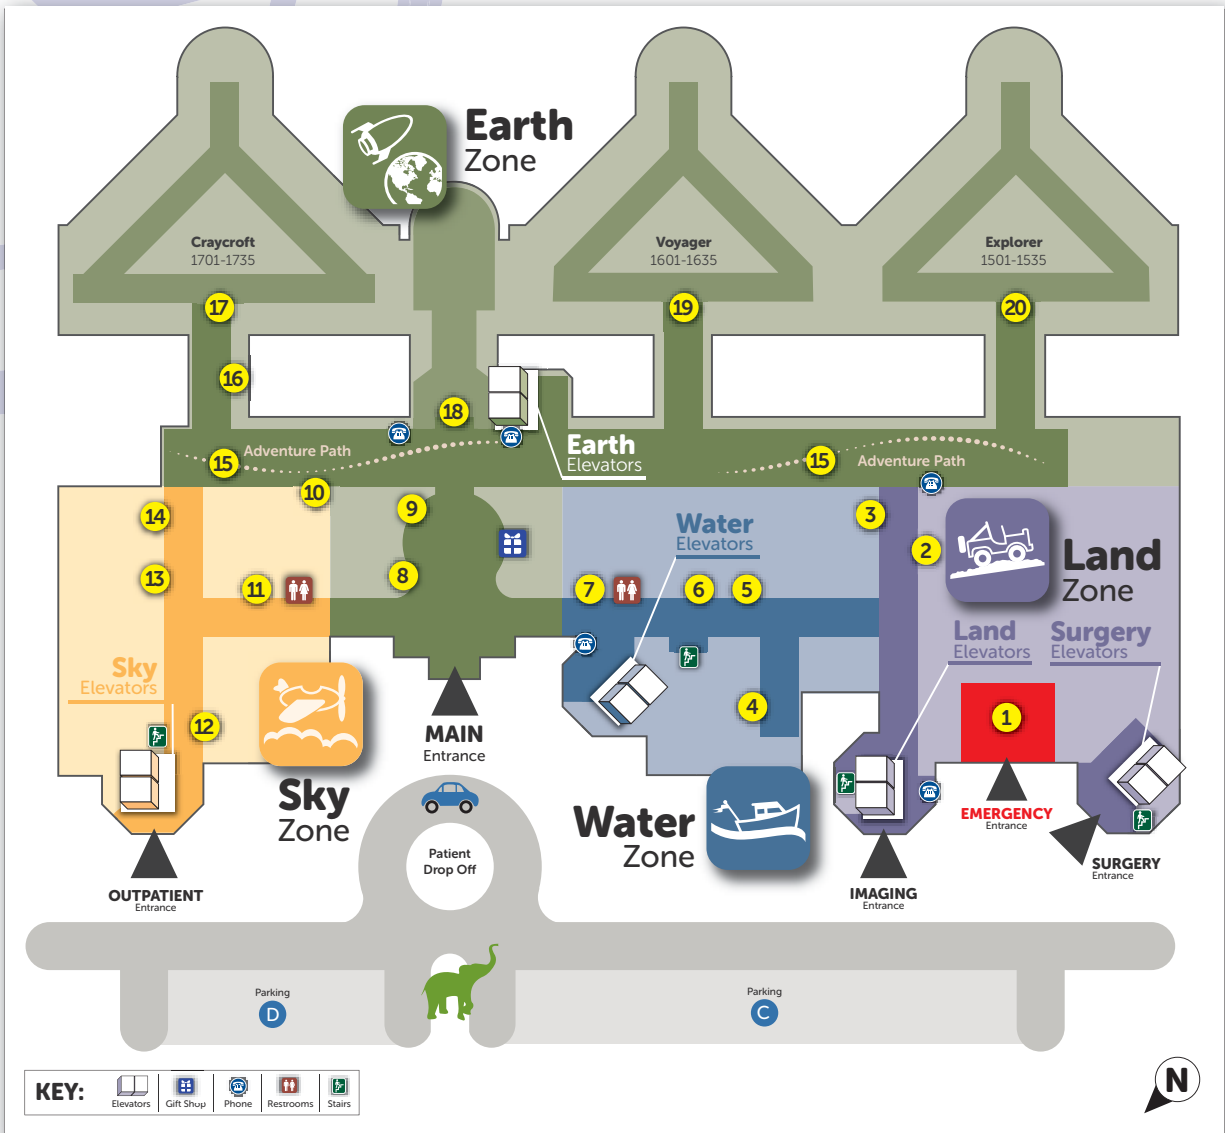 Earth
Zone
Craycroft
1701-1735
Voyager
1601-1635
Explorer
1501-1535
17
19
20
16
18
Earth
Elevators
Adventure Path
15
15
Adventure Path
10
14
9
3
Water
Elevators
2
Land
Zone
13
11
8
7
6
5
Land
Elevators
Surgery
Elevators
Sky
Elevators
12
4
1
MAIN
Entrance
Sky
Zone
Water
Zone
EMERGENCY
Entrance
Patient
Drop Off
SURGERY
Entrance
OUTPATIENT
Entrance
IMAGING
Entrance
Parking
D
Parking
C
KEY:
Elevators
Gift Shop
Phone
Restrooms
Stairs
N